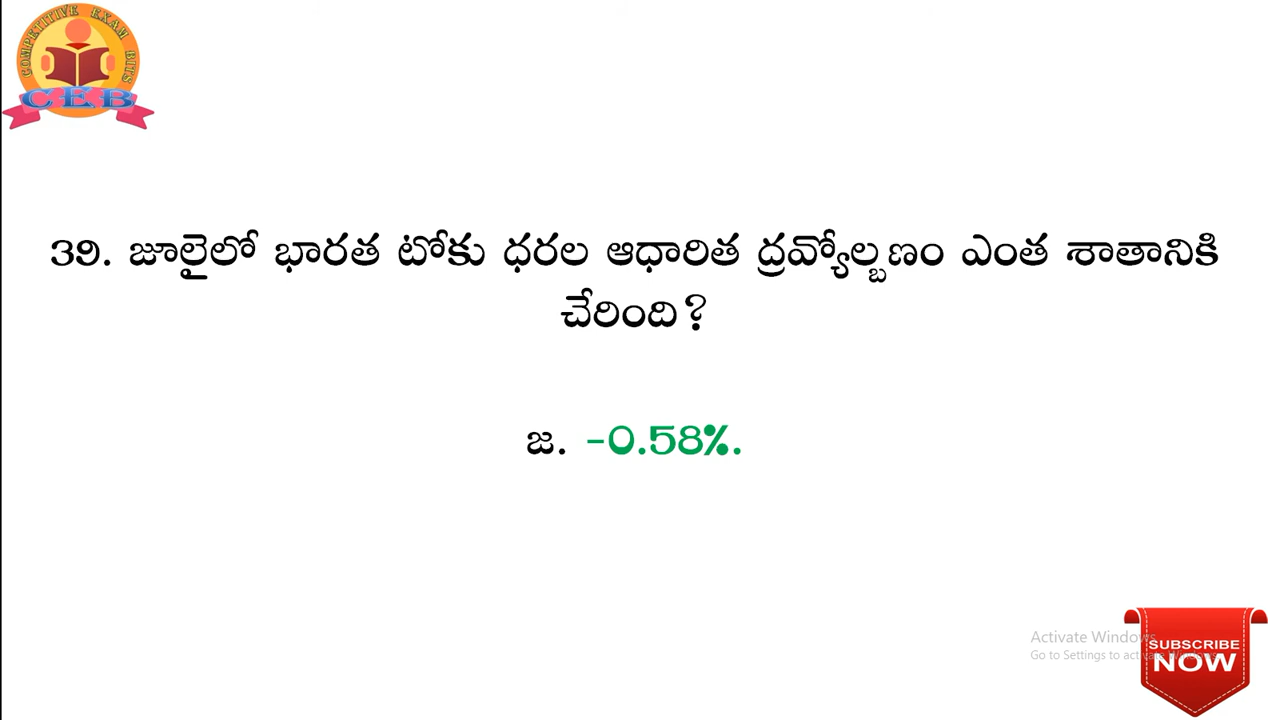 COMPETITIVE EXAM BITS
CEB
39. జూలైలో భారత టోకు ధరల ఆధారిత ద్రవ్యోల్బణం ఎంత శాతానికి
చేరింది?
జ. -0.58%.
Activate Windows
Go to Settings to activate Windows.
SUBSCRIBE
NOW